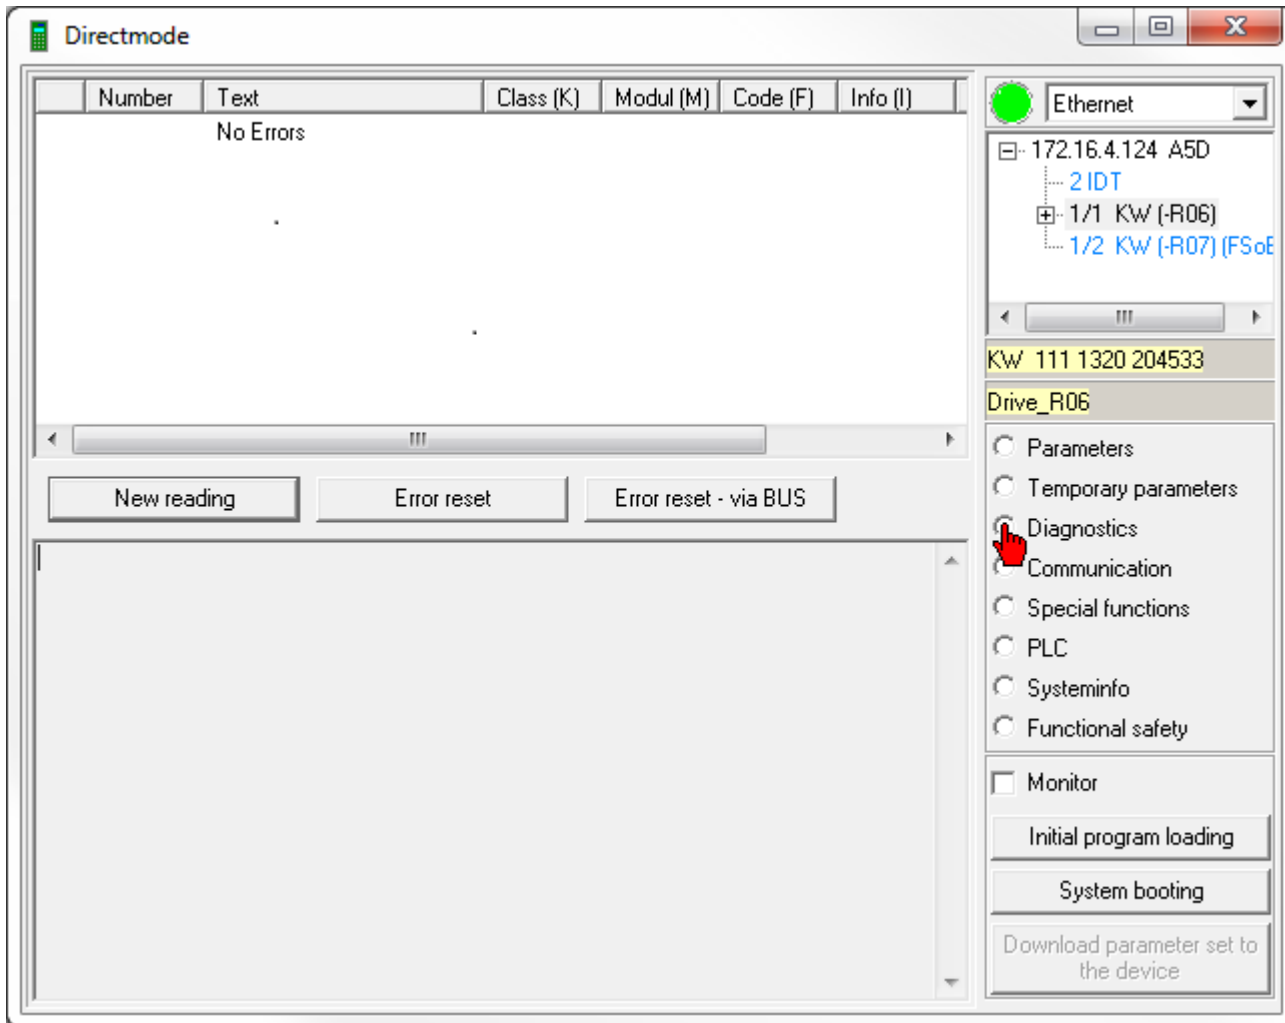 Directmode
Number Text Class (K) Modul (M) Code (F) Info (I)
No Errors
New reading Error reset Error reset - via BUS
Ethernet
172.16.4.124 A5D
2 IDT
1/1 KW (-R06)
1/2 KW (-R07) (FSoE
KW 111 1320 204533
Drive_R06
Parameters
Temporary parameters
Diagnostics
Communication
Special functions
PLC
Systeminfo
Functional safety
Monitor
Initial program loading
System booting
Download parameter set to
the device